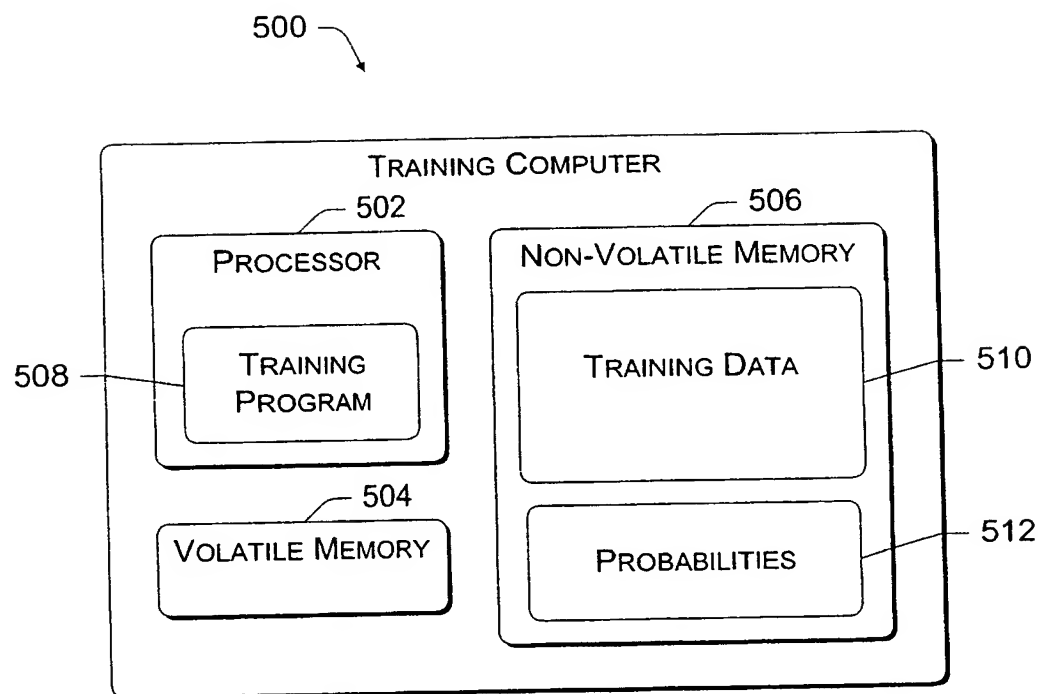 500
TRAINING COMPUTER
502
PROCESSOR
508
TRAINING
PROGRAM
504
VOLATILE MEMORY
506
NON-VOLATILE MEMORY
TRAINING DATA
510
PROBABILITIES
512